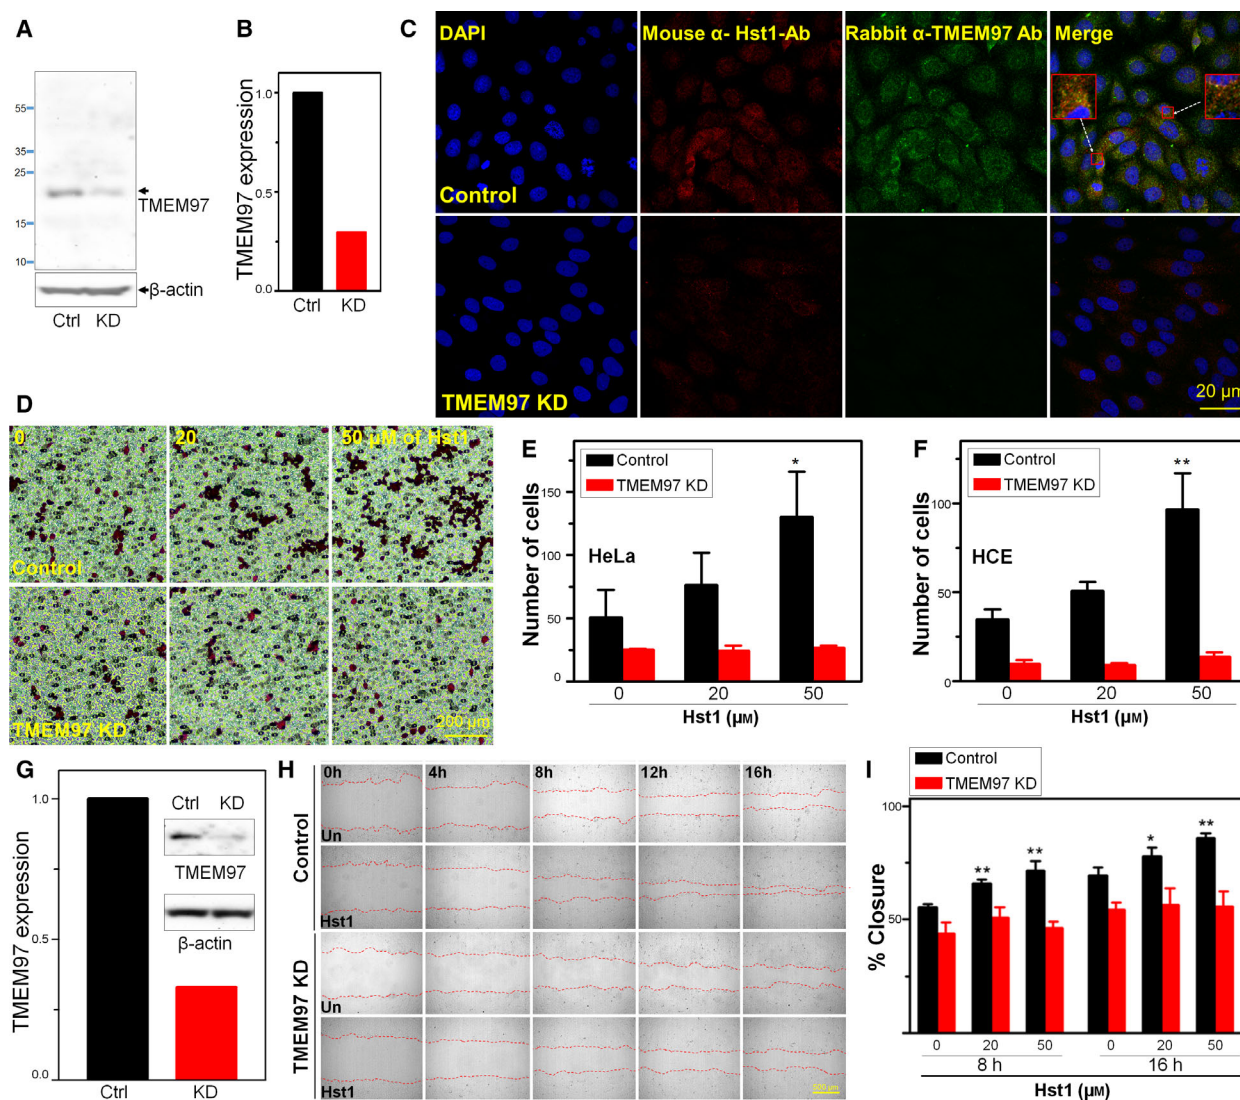 A
55
35
25
15
10
TMEM97
β-actin
Ctrl KD
B
TMEM97 expression
1.0
0.5
0.0
Ctrl KD
C
DAPI
Mouse α- Hst1-Ab
Rabbit α-TMEM97 Ab
Merge
Control
TMEM97 KD
20 μm
D
0
20
50 μM of Hst1
Control
TMEM97 KD
200 μm
E
Control
TMEM97 KD
*
HeLa
Number of cells
150
100
50
0
0 20 50
Hst1 (μM)
F
Control
TMEM97 KD
**
HCE
Number of cells
100
50
0
0 20 50
Hst1 (μM)
G
TMEM97 expression
1.0
0.5
0.0
Ctrl KD
TMEM97
β-actin
Ctrl KD
H
0h 4h 8h 12h 16h
Control
Un
Hst1
TMEM97 KD
Un
Hst1
500 μm
I
Control
TMEM97 KD
% Closure
100
50
0
** ** * **
0 20 50 0 20 50
8 h 16 h
Hst1 (μM)